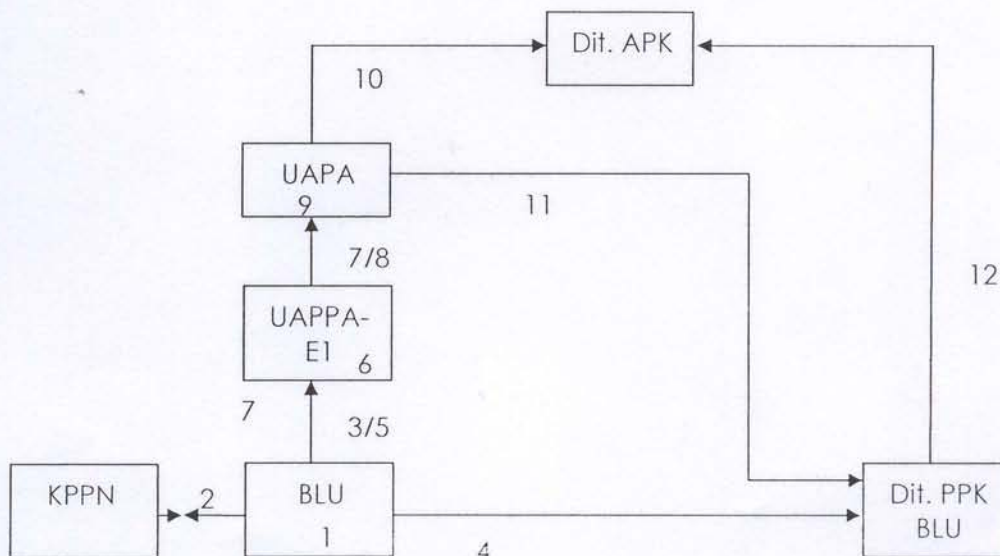 Dit. APK
10
UAPA
9
11
7/8
12
UAPPA-
E1
6
7
3/5
KPPN
2
BLU
1
4
Dit. PPK
BLU